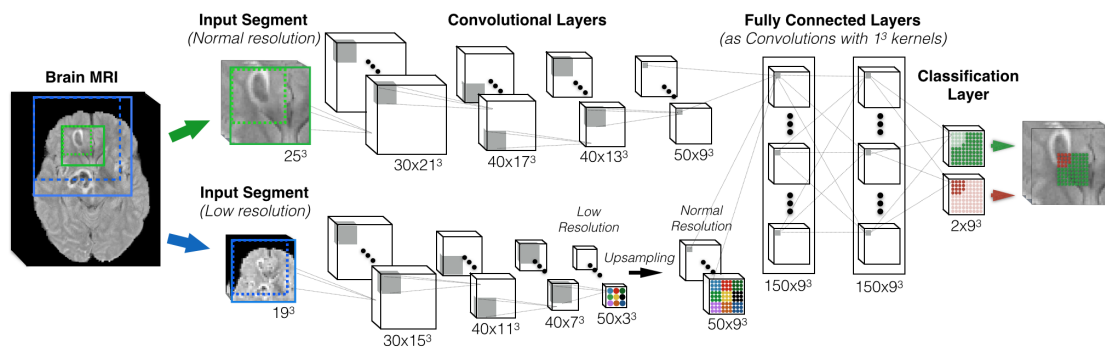 Brain MRI
Input Segment
(Normal resolution)
25³
Convolutional Layers
30x21³
40x17³
40x13³
50x9³
Fully Connected Layers
(as Convolutions with 1³ kernels)
150x9³
150x9³
Classification
Layer
2x9³
Input Segment
(Low resolution)
19³
30x15³
40x11³
40x7³
Low
Resolution
50x3³
Upsampling
Normal
Resolution
50x9³